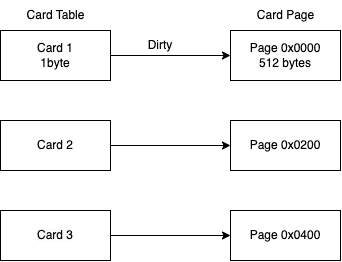 Card Table
Card Page
Card 1
1byte
Dirty
Page 0x0000
512 bytes
Card 2
Page 0x0200
Card 3
Page 0x0400